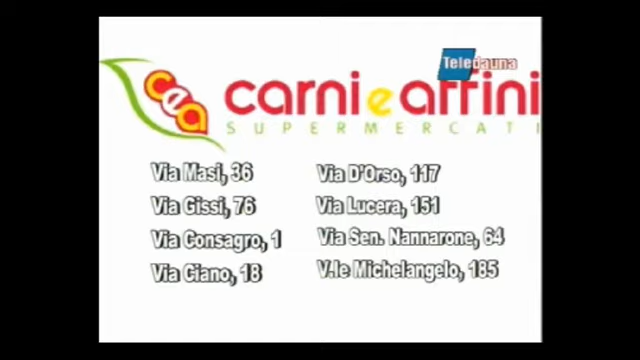 Teledauna
cea
carni e affini
SUPERMERCATI
Via Masi, 36
Via Gissi, 76
Via Consagro, 1
Via Ciano, 18
Via D'Orso, 117
Via Lucera, 151
Via Sen. Nannarone, 64
V.le Michelangelo, 185